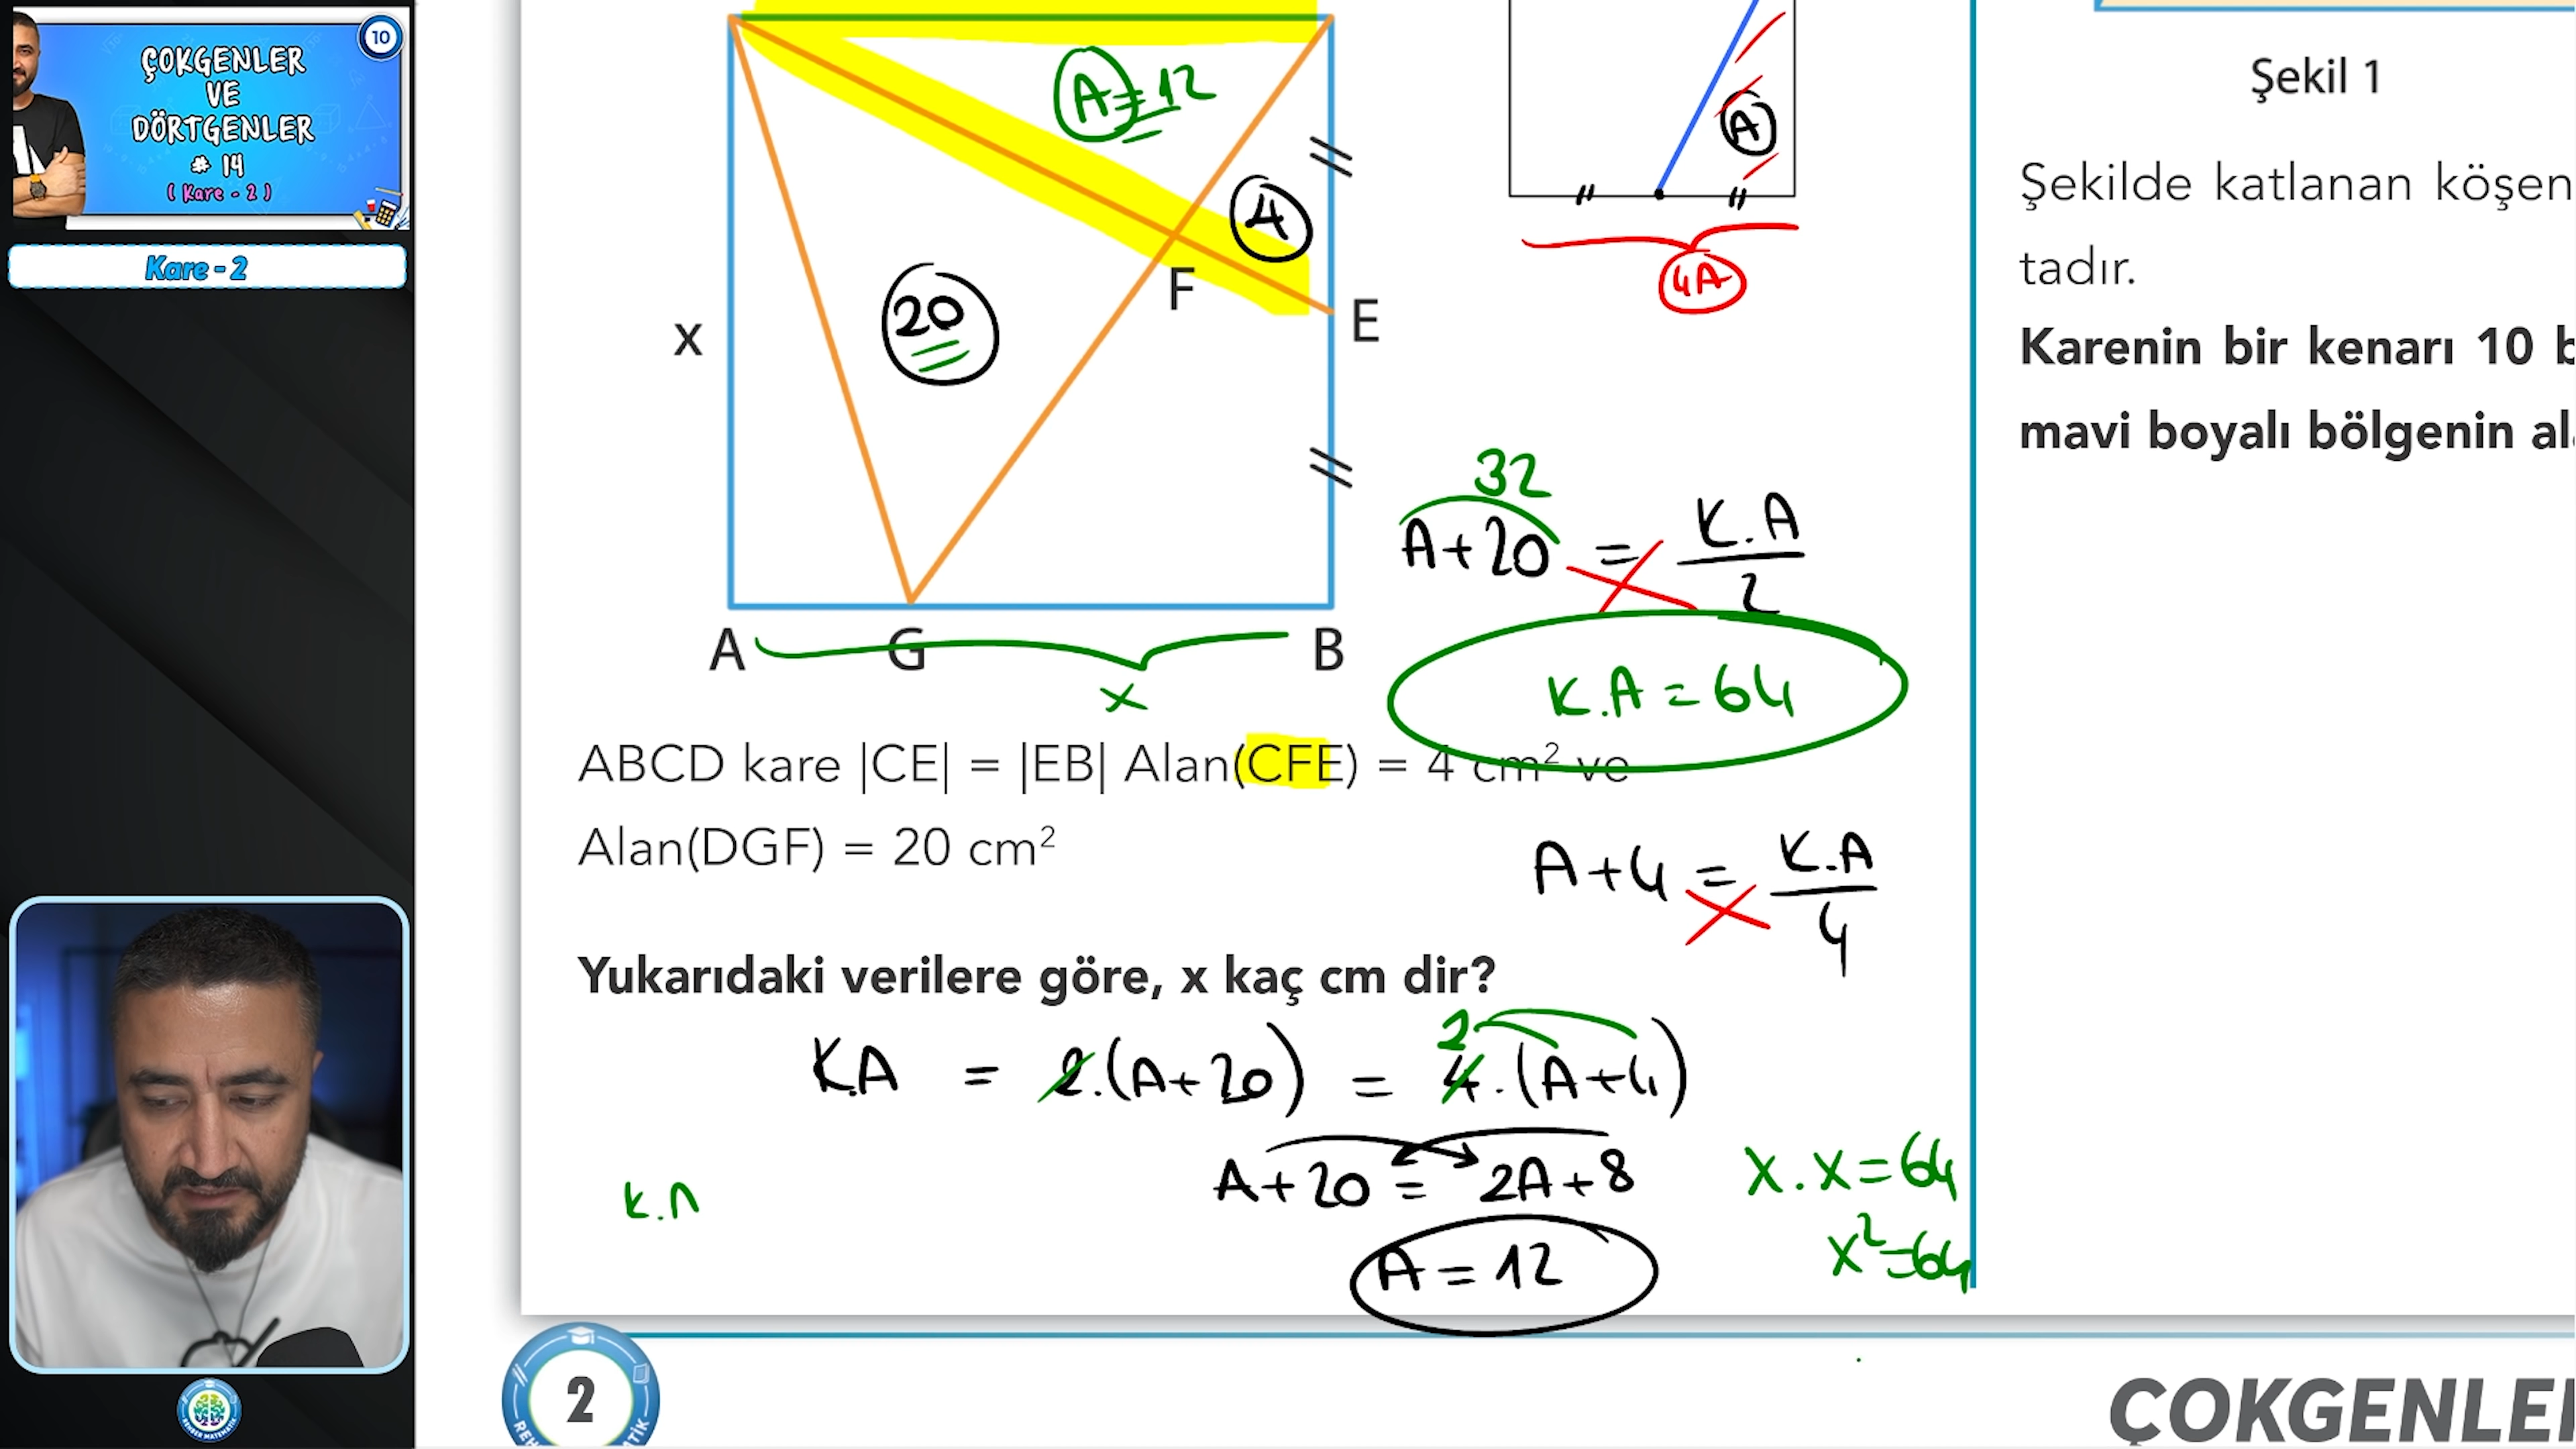 10
ÇOKGENLER
VE
DÖRTGENLER
# 14
( Kare - 2 )
Kare - 2
A = 12
4
F
20
E
x
A
G
B
x
A
4A
32
A+20 = K.A / 2
K.A = 64
ABCD kare |CE| = |EB| Alan(CFE) = 4 cm² ve
Alan(DGF) = 20 cm²
A+4 = K.A / 4
Yukarıdaki verilere göre, x kaç cm dir?
2
K.A = 2.(A+20) = 4.(A+4)
A+20 = 2A+8
A = 12
K.A
x.x=64
x²=64
Şekil 1
Şekilde katlanan köşen
tadır.
Karenin bir kenarı 10 b
mavi boyalı bölgenin al
2
ÇOKGENLE